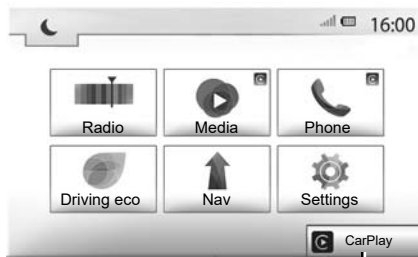 16:00
Radio
Media
Phone
Driving eco
Nav
Settings
CarPlay